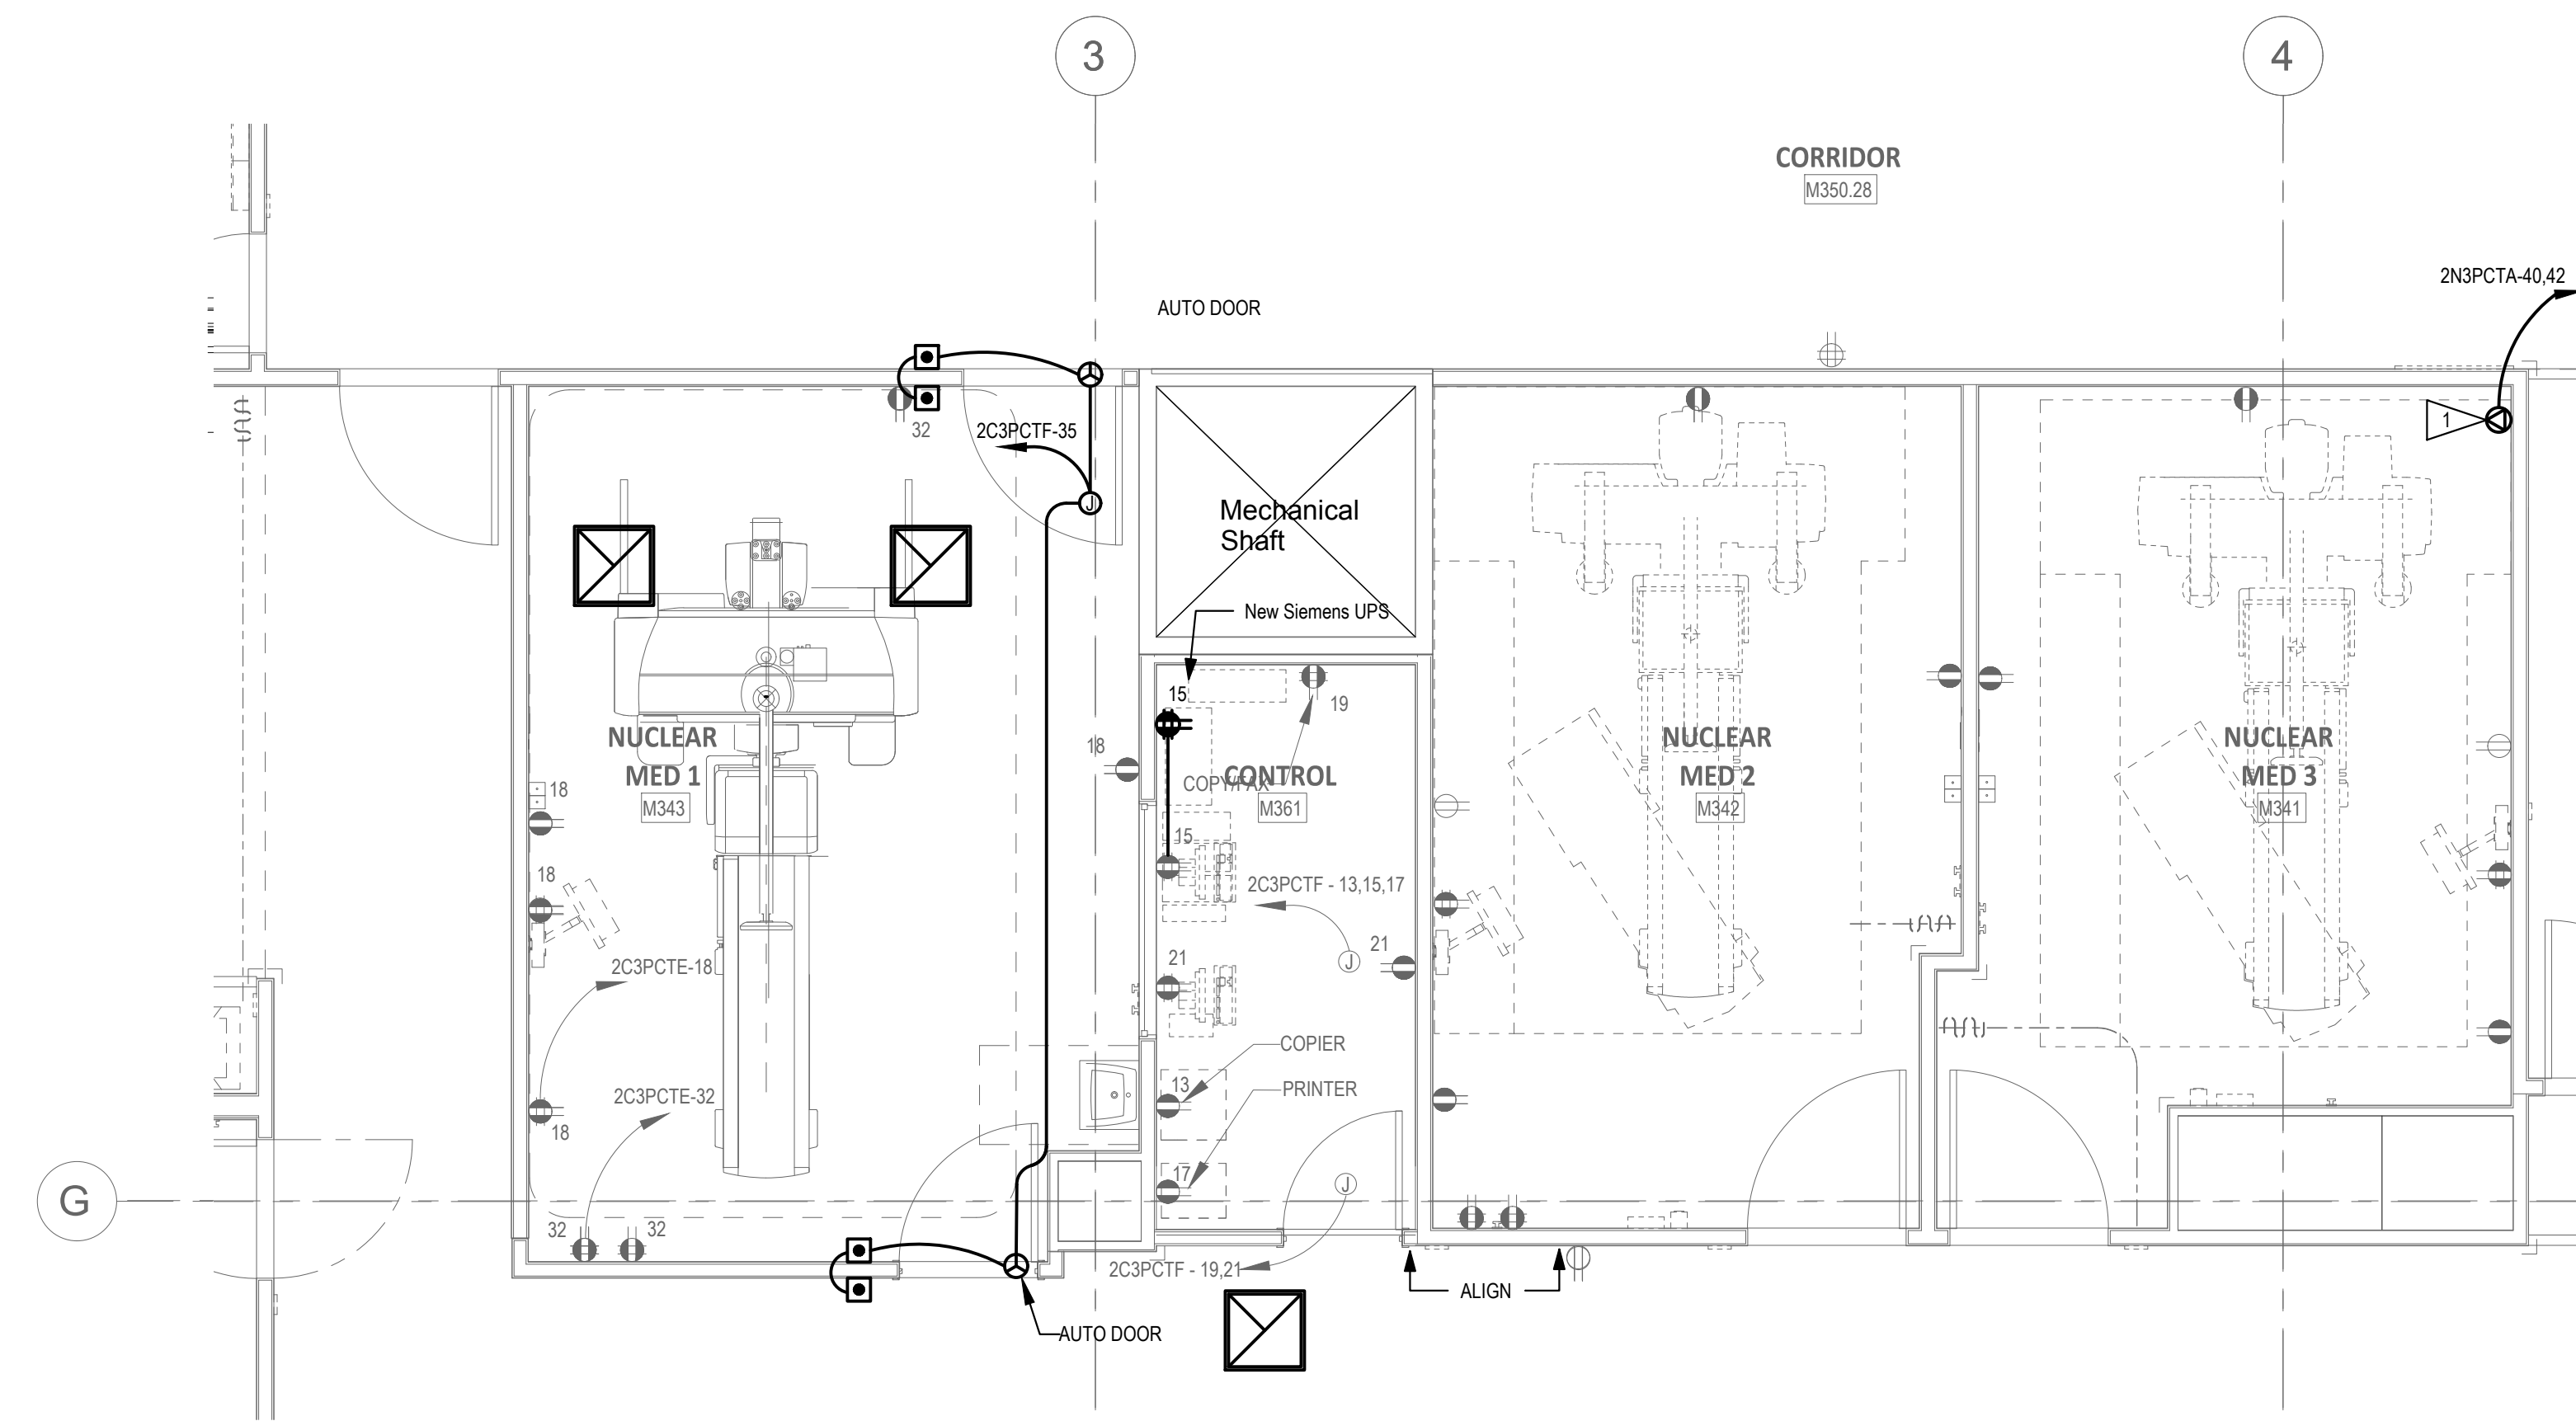 3
4
CORRIDOR
M350.28
2N3PCTA-40,42
AUTO DOOR
32
2C3PCTF-35
1
J
Mechanical
Shaft
New Siemens UPS
15
19
18
NUCLEAR
MED 1
M343
COPY/FAX
CONTROL
M361
NUCLEAR
MED 2
M342
NUCLEAR
MED 3
M341
18
15
18
2C3PCTF - 13,15,17
21
J
21
2C3PCTE-18
COPIER
13
PRINTER
2C3PCTE-32
18
17
J
G
32
32
2C3PCTF - 19,21
ALIGN
AUTO DOOR